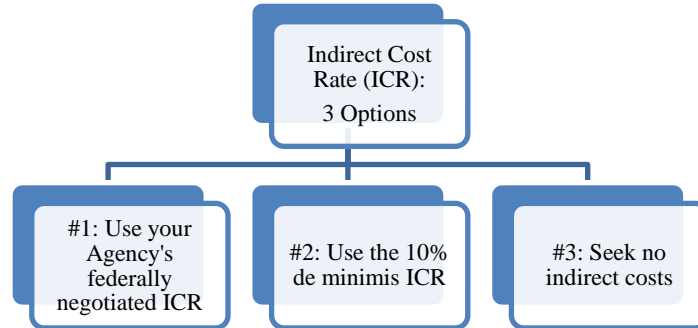 Indirect Cost
Rate (ICR):
3 Options
#1: Use your
Agency's
federally
negotiated ICR
#2: Use the 10%
de minimis ICR
#3: Seek no
indirect costs